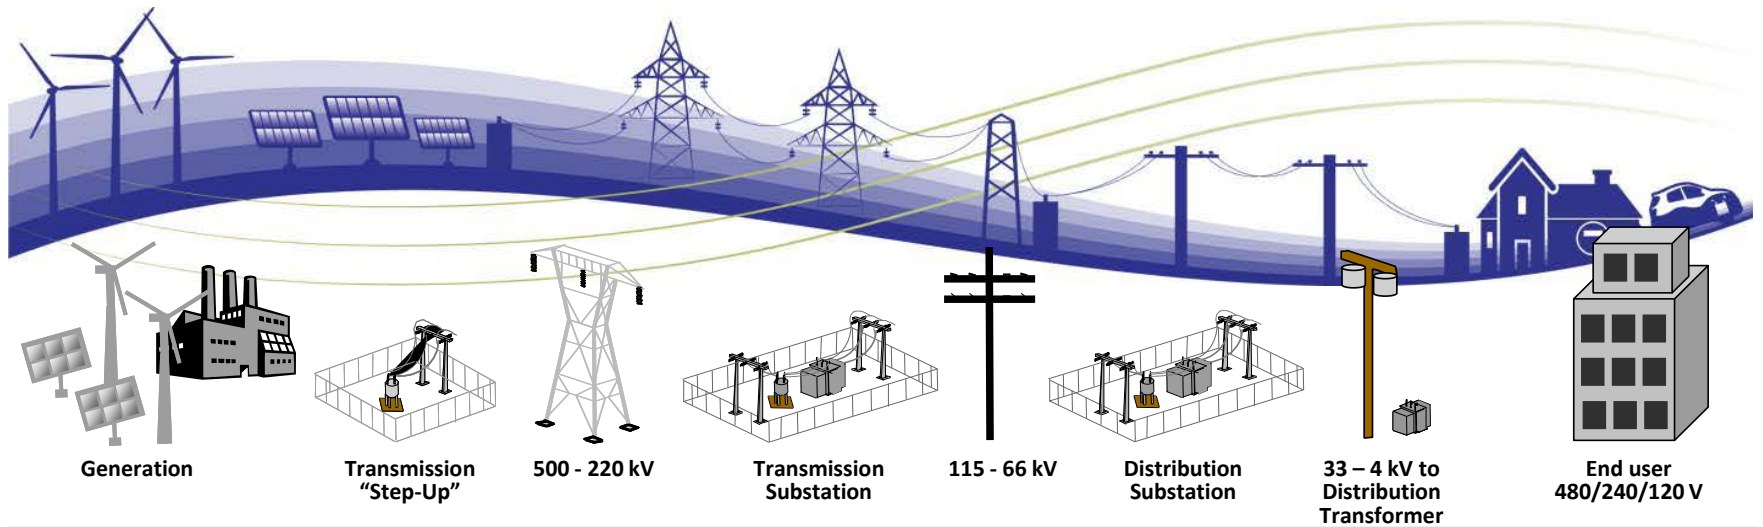 Generation
Transmission
“Step-Up”
500 - 220 kV
Transmission
Substation
115 - 66 kV
Distribution
Substation
33 – 4 kV to
Distribution
Transformer
End user
480/240/120 V